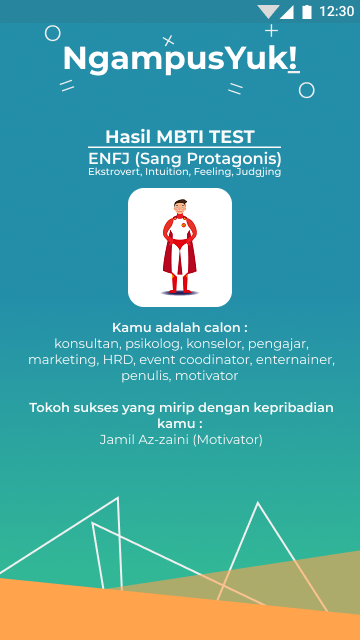 12:30
NgampusYuk!
Hasil MBTI TEST
ENFJ (Sang Protagonis)
Ekstrovert, Intuition, Feeling, Judgjing
Kamu adalah calon :
konsultan, psikolog, konselor, pengajar,
marketing, HRD, event coodinator, enternainer,
penulis, motivator
Tokoh sukses yang mirip dengan kepribadian
kamu :
Jamil Az-zaini (Motivator)